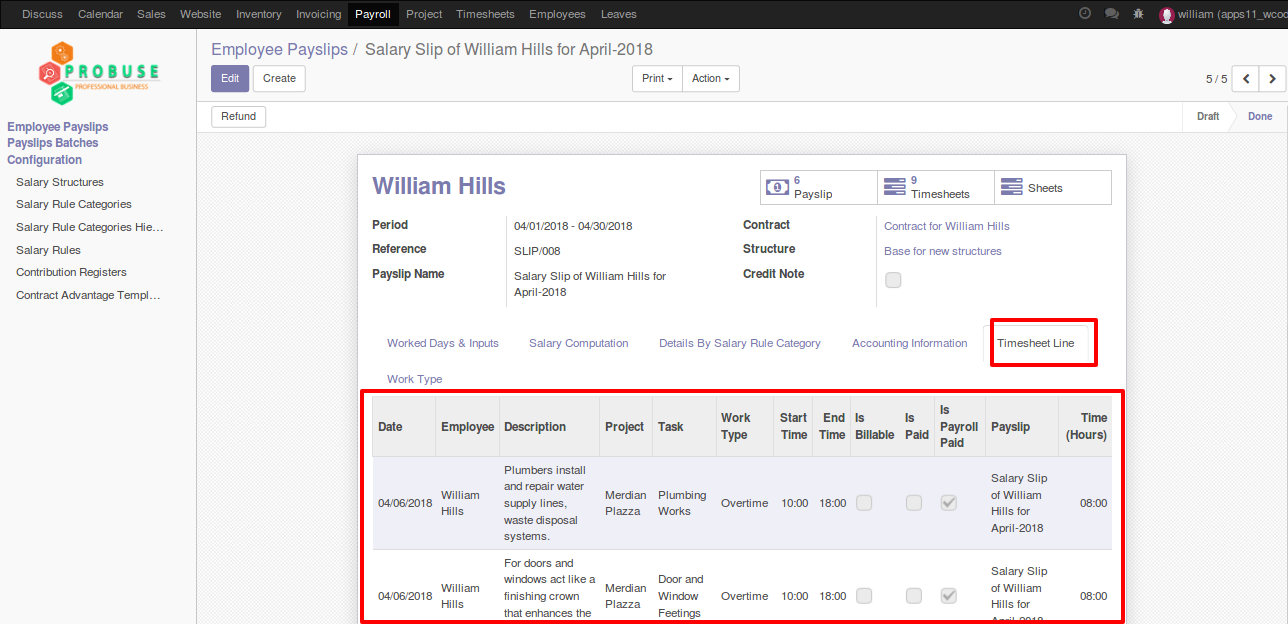 Discuss Calendar Sales Website Inventory Invoicing Payroll Project Timesheets Employees Leaves william (apps11_wcod
PROBUSE
PROFESSIONAL BUSINESS
Employee Payslips
Payslips Batches
Configuration
Salary Structures
Salary Rule Categories
Salary Rule Categories Hie…
Salary Rules
Contribution Registers
Contract Advantage Templ…
Employee Payslips / Salary Slip of William Hills for April-2018
Edit Create Print Action 5 / 5
Refund Draft Done
William Hills
6 Payslip
9 Timesheets
Sheets
Period 04/01/2018 - 04/30/2018
Reference SLIP/008
Payslip Name Salary Slip of William Hills for
April-2018
Contract Contract for William Hills
Structure Base for new structures
Credit Note
Worked Days & Inputs Salary Computation Details By Salary Rule Category Accounting Information Timesheet Line
Work Type
Date Employee Description Project Task Work Type Start Time End Time Is Billable Is Paid Is Payroll Paid Payslip Time (Hours)
04/06/2018
William
Hills
Plumbers install
and repair water
supply lines,
waste disposal
systems.
Merdian
Plazza
Plumbing
Works
Overtime 10:00 18:00
Salary Slip
of William
Hills for
April-2018
08:00
04/06/2018
William
Hills
For doors and
windows act like a
finishing crown
that enhances the
Merdian
Plazza
Door and
Window
Feetings
Overtime 10:00 18:00
Salary Slip
of William
Hills for
April-2018
08:00